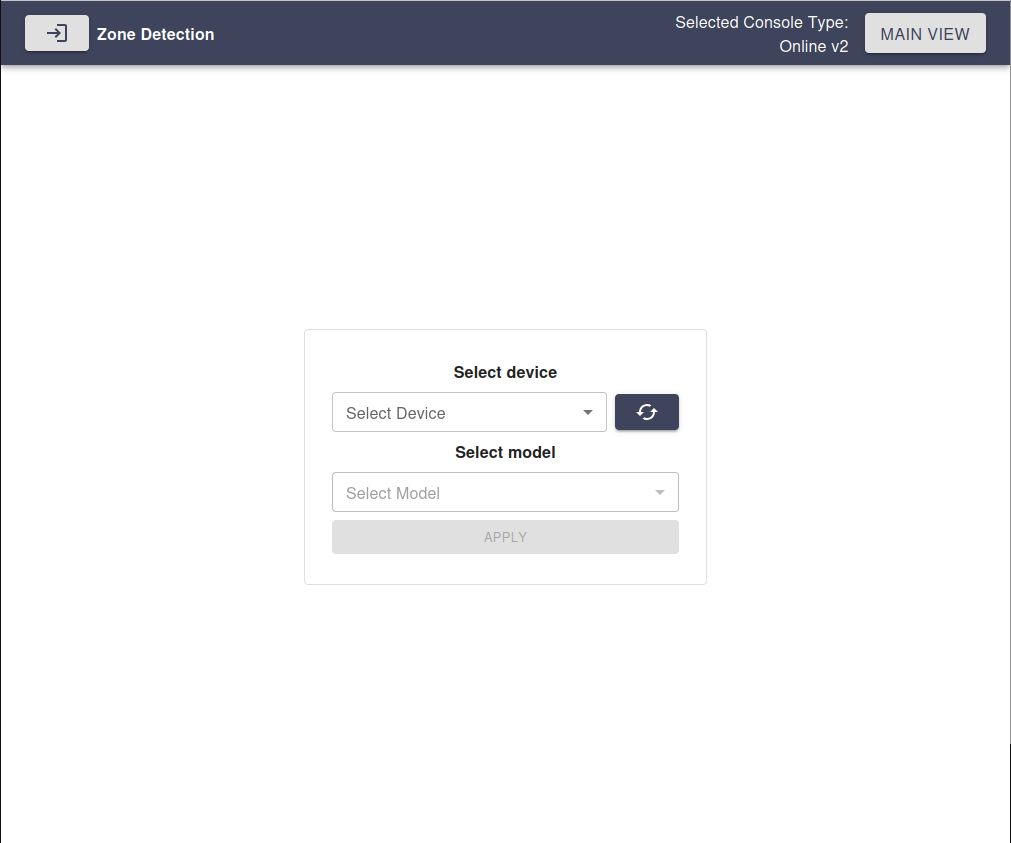 Zone Detection
Selected Console Type:
Online v2
MAIN VIEW
Select device
Select Device
Select model
Select Model
APPLY